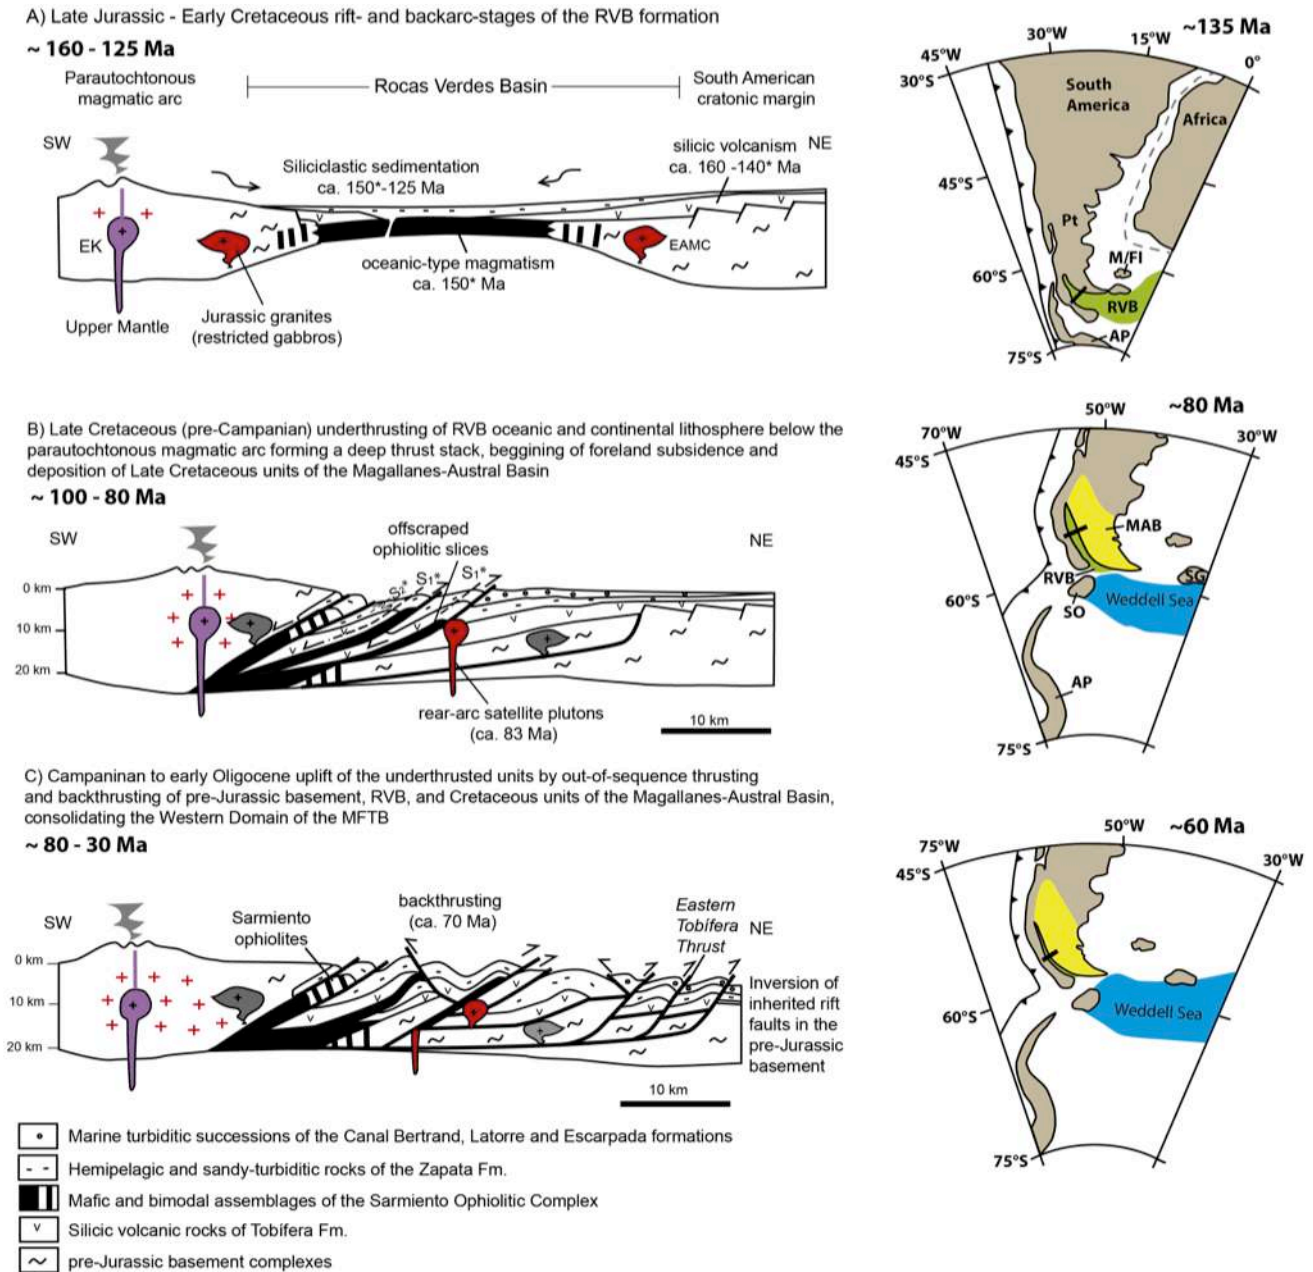 A) Late Jurassic - Early Cretaceous rift- and backarc-stages of the RVB formation
~ 160 - 125 Ma
Parautochtonous
magmatic arc
Rocas Verdes Basin
South American
cratonic margin
SW
Siliciclastic sedimentation
ca. 150*-125 Ma
silicic volcanism
ca. 160 -140* Ma
NE
EK
EAMC
oceanic-type magmatism
ca. 150* Ma
Upper Mantle
Jurassic granites
(restricted gabbros)
~135 Ma
45°W
30°W
15°W
0°
30°S
South
America
Africa
45°S
Pt
M/FI
60°S
RVB
AP
75°S
B) Late Cretaceous (pre-Campanian) underthrusting of RVB oceanic and continental lithosphere below the
parautochtonous magmatic arc forming a deep thrust stack, beggining of foreland subsidence and
deposition of Late Cretaceous units of the Magallanes-Austral Basin
~ 100 - 80 Ma
SW
offscraped
ophiolitic slices
NE
S1*
S1*
S1*
0 km
10 km
20 km
rear-arc satellite plutons
(ca. 83 Ma)
10 km
50°W
~80 Ma
70°W
30°W
45°S
MAB
RVB
SG
60°S
SO
Weddell Sea
AP
75°S
C) Campaninan to early Oligocene uplift of the underthrusted units by out-of-sequence thrusting
and backthrusting of pre-Jurassic basement, RVB, and Cretaceous units of the Magallanes-Austral Basin,
consolidating the Western Domain of the MFTB
~ 80 - 30 Ma
SW
Sarmiento
ophiolites
backthrusting
(ca. 70 Ma)
Eastern
Tobífera
Thrust
NE
0 km
10 km
20 km
Inversion of
inherited rift
faults in the
pre-Jurassic
basement
10 km
50°W
~60 Ma
75°W
30°W
45°S
60°S
Weddell Sea
75°S
Marine turbiditic successions of the Canal Bertrand, Latorre and Escarpada formations
Hemipelagic and sandy-turbiditic rocks of the Zapata Fm.
Mafic and bimodal assemblages of the Sarmiento Ophiolitic Complex
Silicic volcanic rocks of Tobífera Fm.
pre-Jurassic basement complexes